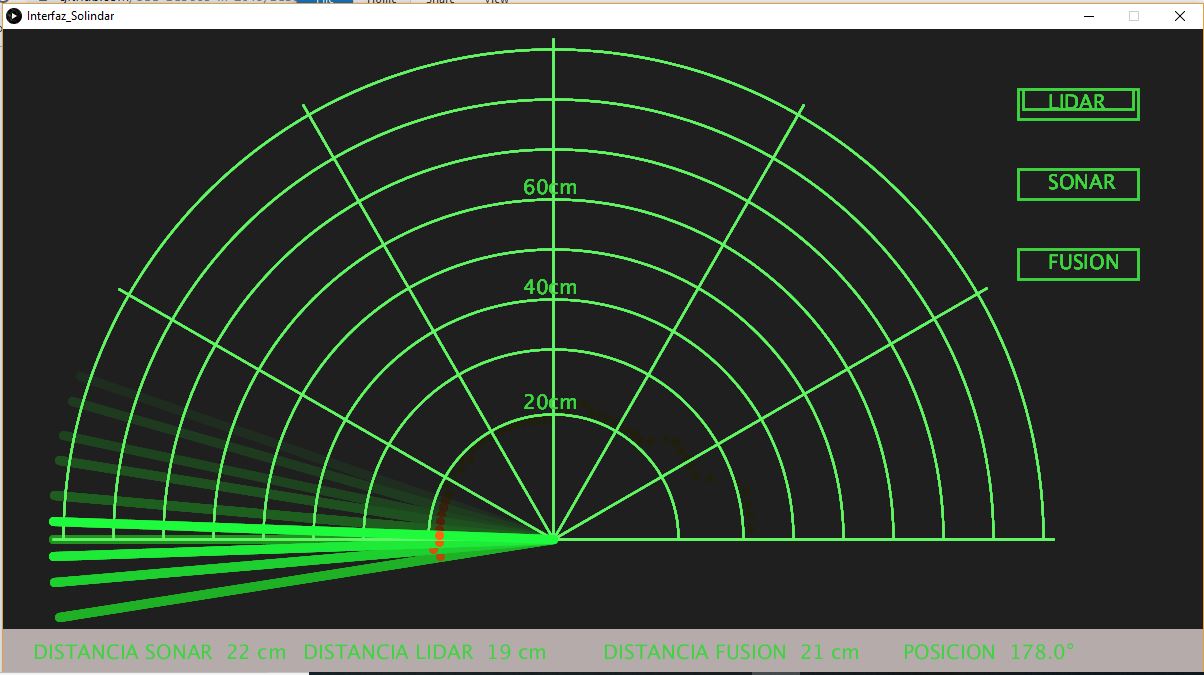 Interfaz_Solindar
LIDAR
SONAR
60cm
FUSION
40cm
20cm
DISTANCIA SONAR 22 cm DISTANCIA LIDAR 19 cm DISTANCIA FUSION 21 cm POSICION 178.0°